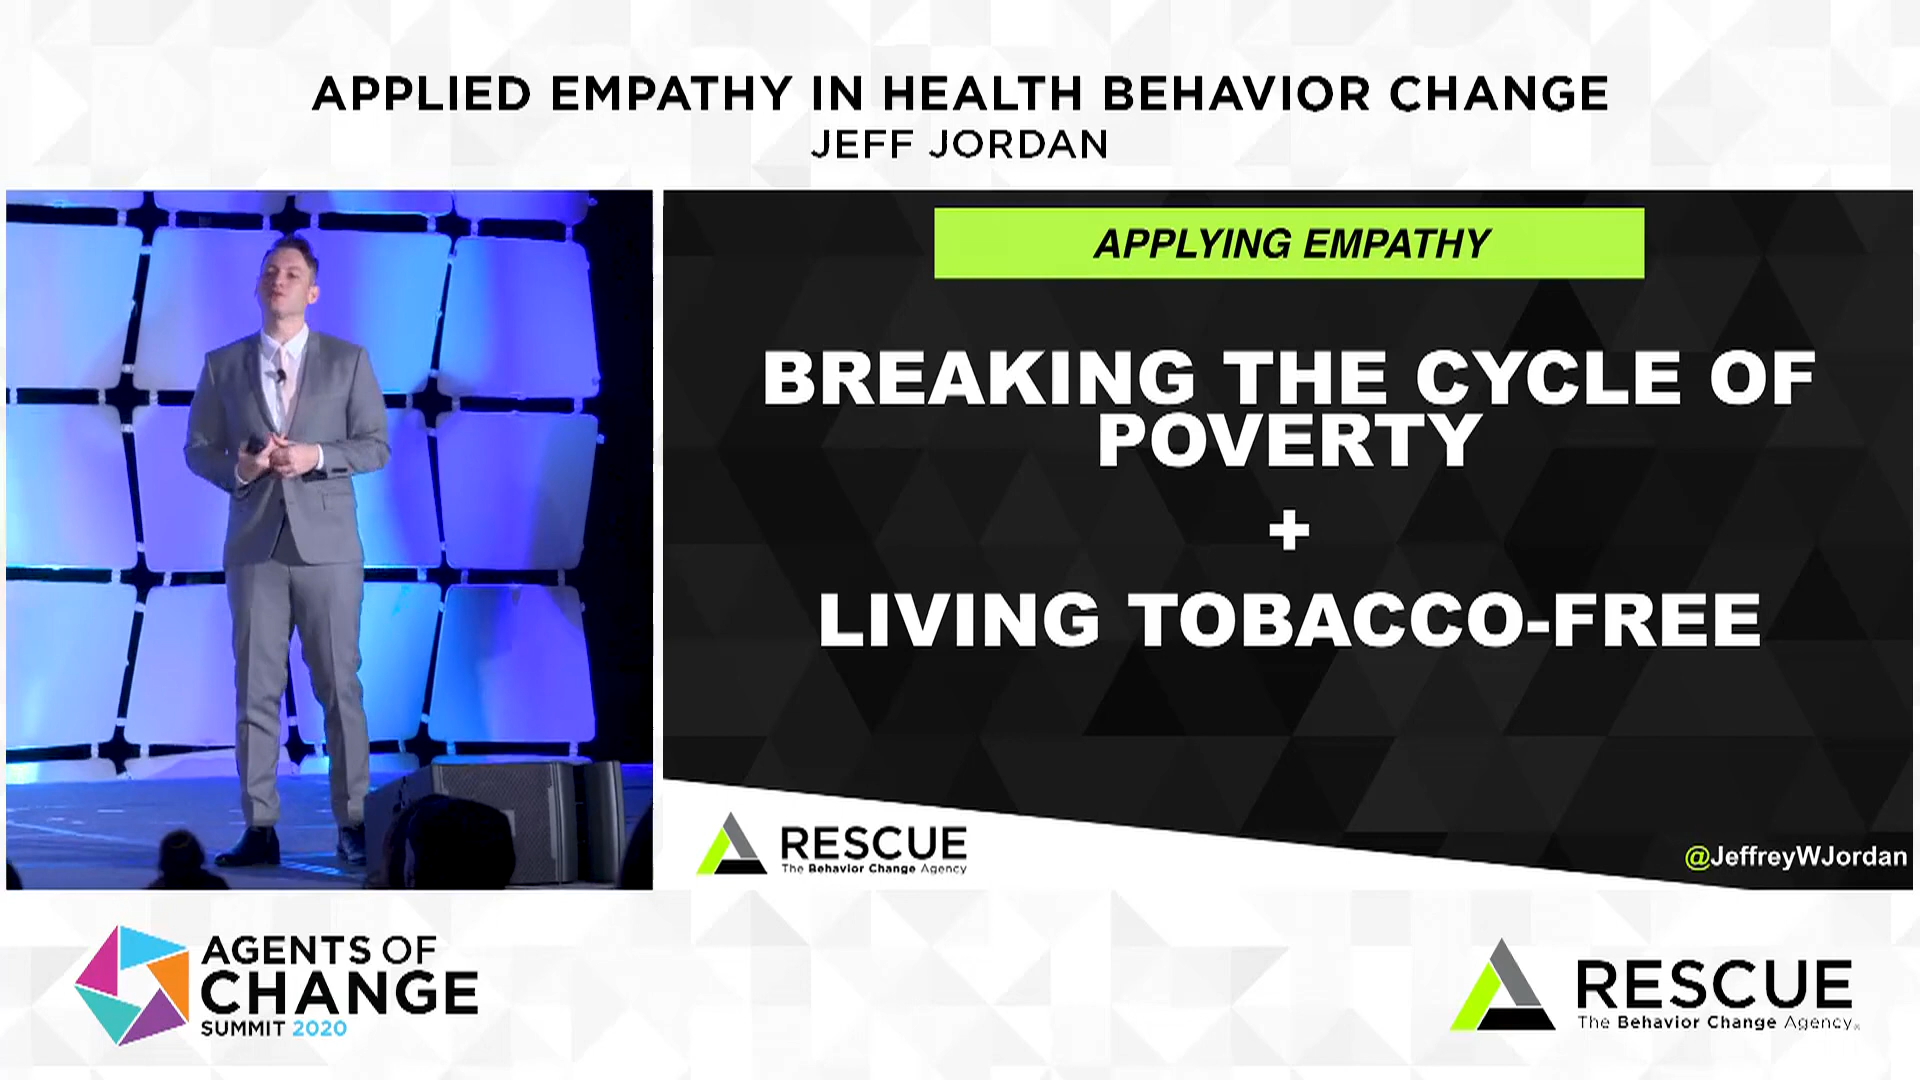 APPLIED EMPATHY IN HEALTH BEHAVIOR CHANGE
JEFF JORDAN
APPLYING EMPATHY
BREAKING THE CYCLE OF
POVERTY
+
LIVING TOBACCO-FREE
RESCUE
The Behavior Change Agency
@JeffreyWJordan
AGENTS OF
CHANGE
SUMMIT 2020
RESCUE
The Behavior Change Agency